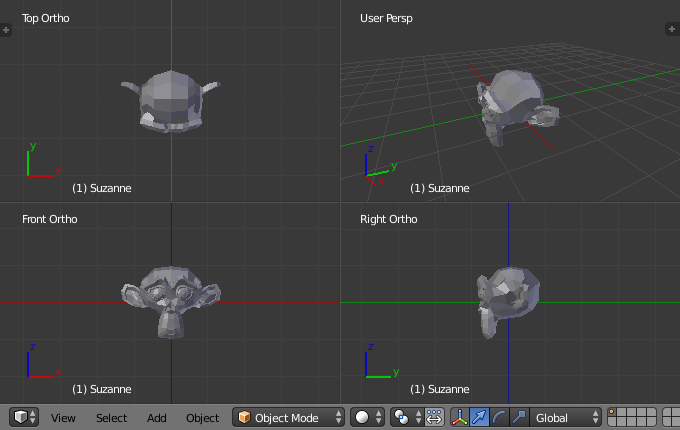 Top Ortho
User Persp
y
x
(1) Suzanne
z
y
x
(1) Suzanne
Front Ortho
Right Ortho
z
x
(1) Suzanne
z
y
(1) Suzanne
View Select Add Object Object Mode Global